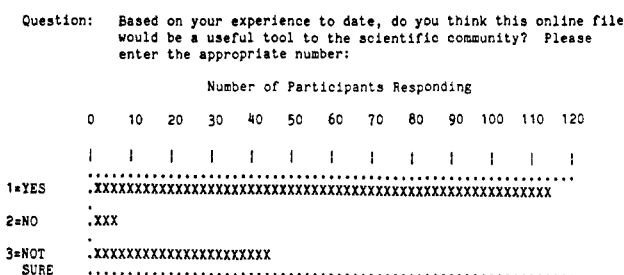 Question: Based on your experience to date, do you think this online file
would be a useful tool to the scientific community? Please
enter the appropriate number:
Number of Participants Responding
0 10 20 30 40 50 60 70 80 90 100 110 120
1=YES .XXXXXXXXXXXXXXXXXXXXXXXXXXXXXXXXXXXXXXXXXXXXXXXXXXXXXXXXX
2=NO .XXX
3=NOT .XXXXXXXXXXXXXXXXXXXXXX
SURE